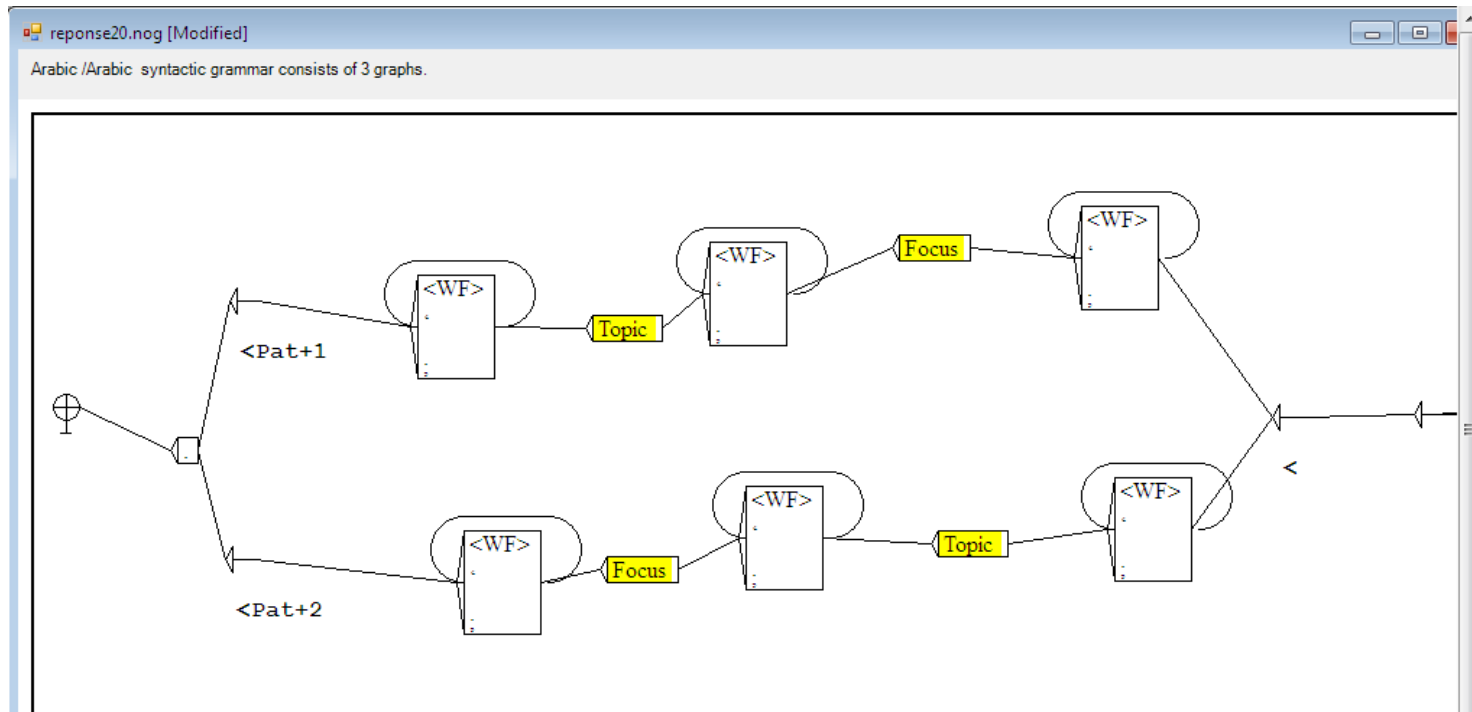 reponse20.nog [Modified]
Arabic /Arabic syntactic grammar consists of 3 graphs.
<WF>
<WF>
Focus
<WF>
Topic
<Pat+1
.
<
<WF>
Focus
<WF>
Topic
<WF>
<Pat+2